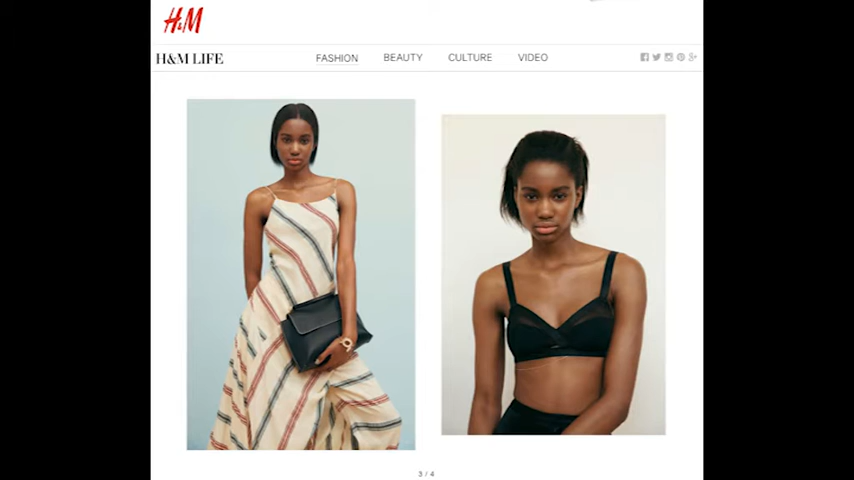 H&M
H&M LIFE
FASHION
BEAUTY
CULTURE
VIDEO
3 / 4